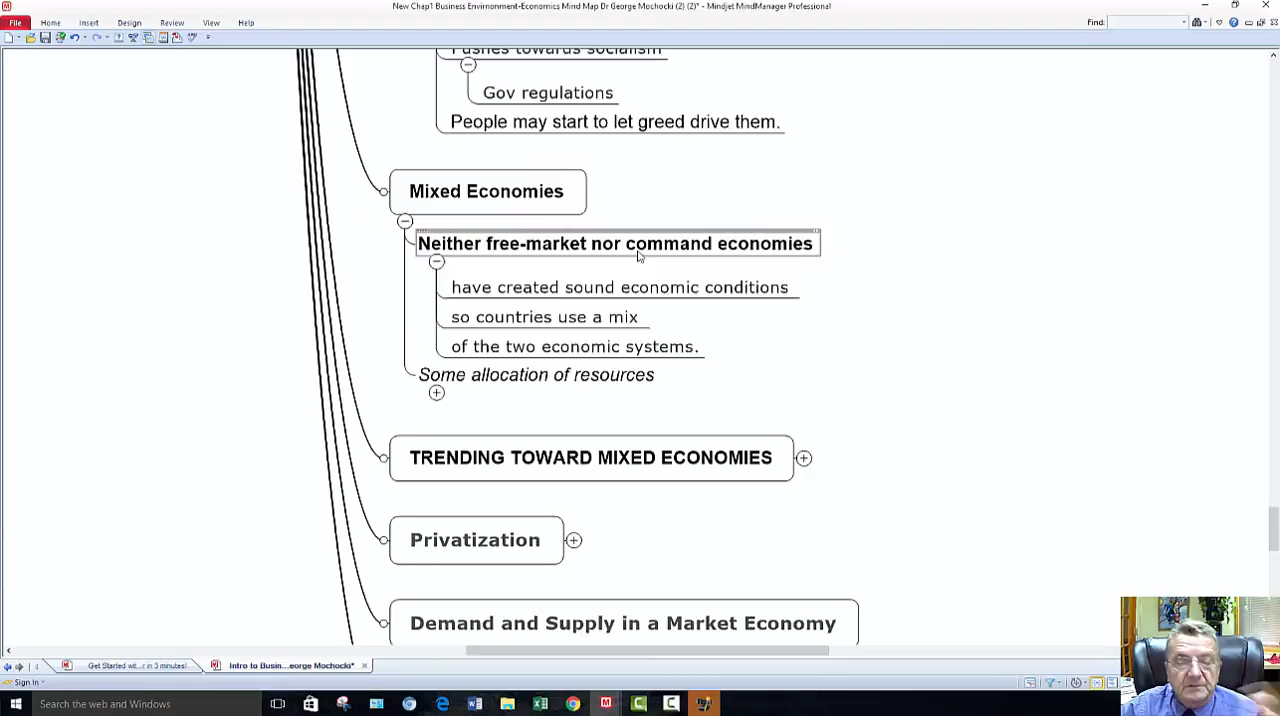 New Chap1 Business Envirronment-Economics Mind Map Dr George Mochocki (2) (2)* - Mindjet MindManager Professional
File Home Insert Design Review View Help Find:
Pushes towards socialism
Gov regulations
People may start to let greed drive them.
Mixed Economies
Neither free-market nor command economies
have created sound economic conditions
so countries use a mix
of the two economic systems.
Some allocation of resources
TRENDING TOWARD MIXED ECONOMIES
Privatization
Demand and Supply in a Market Economy
Get Started wit...r in 3 minutes!
Intro to Busin...eorge Mochocki*
Sign In
Search the web and Windows